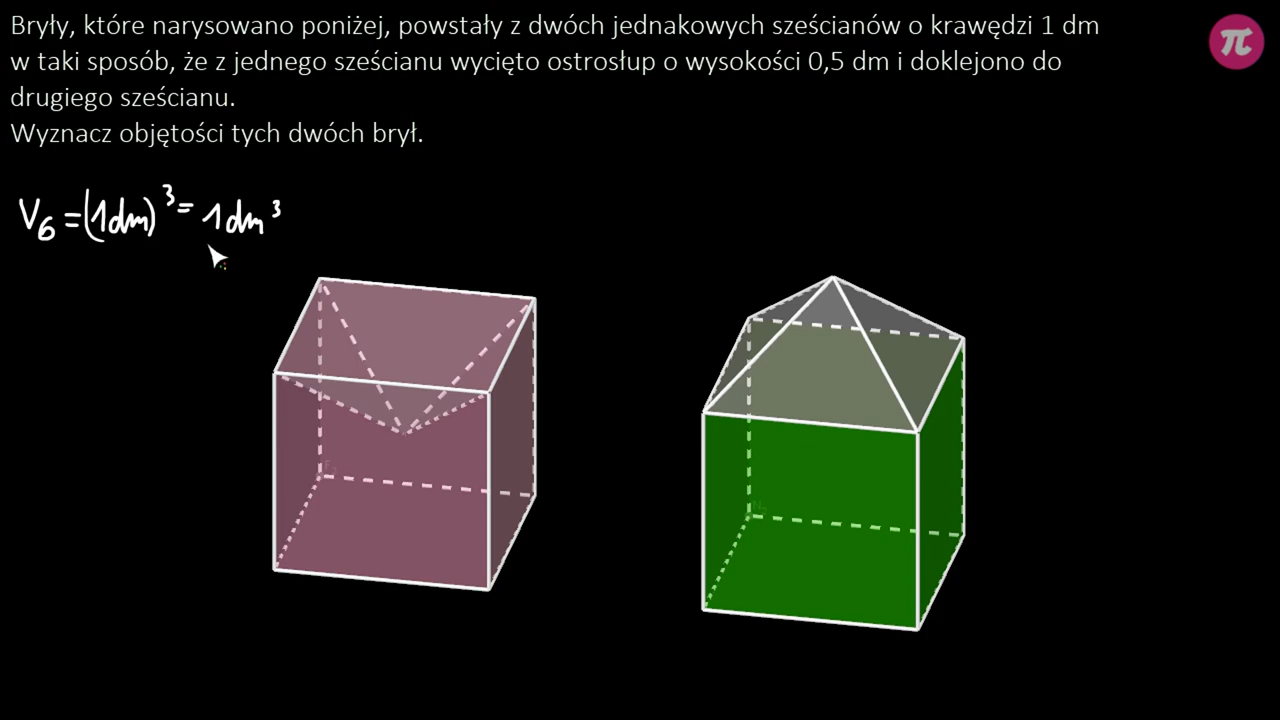 Bryły, które narysowano poniżej, powstały z dwóch jednakowych sześcianów o krawędzi 1 dm
w taki sposób, że z jednego sześcianu wycięto ostrosłup o wysokości 0,5 dm i doklejono do
drugiego sześcianu.
Wyznacz objętości tych dwóch brył.
π
V₆ = (1dm)³ = 1dm³